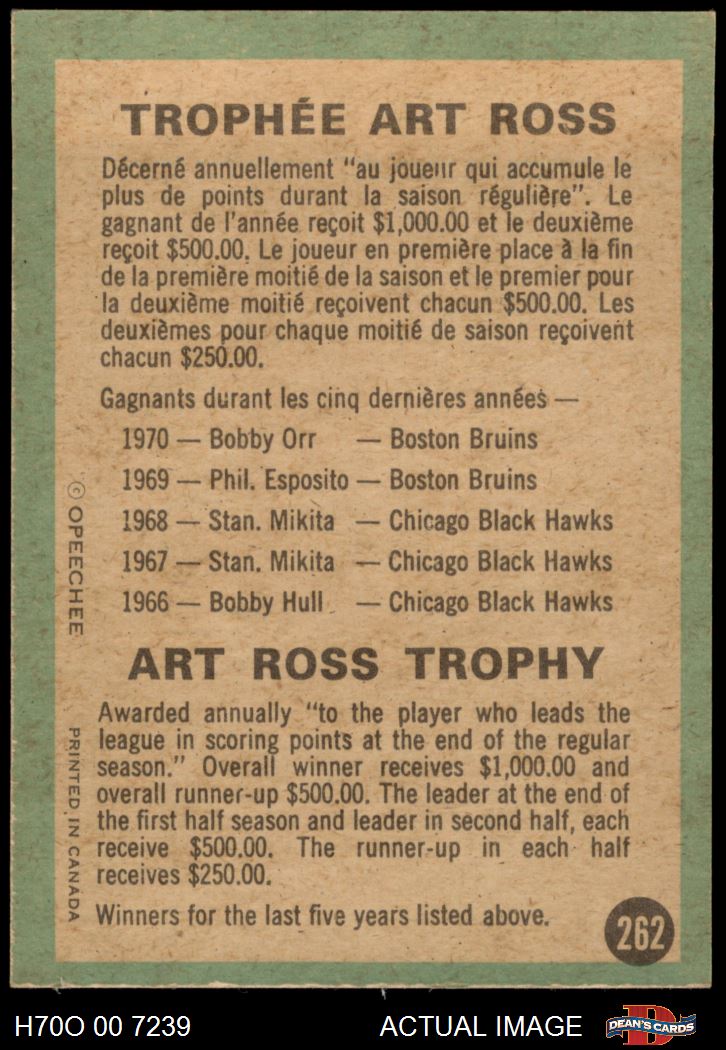 TROPHÉE ART ROSS
Décerné annuellement "au joueur qui accumule le
plus de points durant la saison régulière". Le
gagnant de l'année reçoit $1,000.00 et le deuxième
reçoit $500.00. Le joueur en première place à la fin
de la première moitié de la saison et le premier pour
la deuxième moitié reçoivent chacun $500.00. Les
deuxièmes pour chaque moitié de saison reçoivent
chacun $250.00.
Gagnants durant les cinq dernières années —
1970 — Bobby Orr — Boston Bruins
1969 — Phil. Esposito — Boston Bruins
1968 — Stan. Mikita — Chicago Black Hawks
1967 — Stan. Mikita — Chicago Black Hawks
1966 — Bobby Hull — Chicago Black Hawks
ART ROSS TROPHY
Awarded annually "to the player who leads the
league in scoring points at the end of the regular
season." Overall winner receives $1,000.00 and
overall runner-up $500.00. The leader at the end of
the first half season and leader in second half, each
receive $500.00. The runner-up in each half
receives $250.00.
Winners for the last five years listed above.
262
© OPEECHEE
PRINTED IN CANADA
H70O 00 7239
ACTUAL IMAGE
D
DEAN'S CARDS